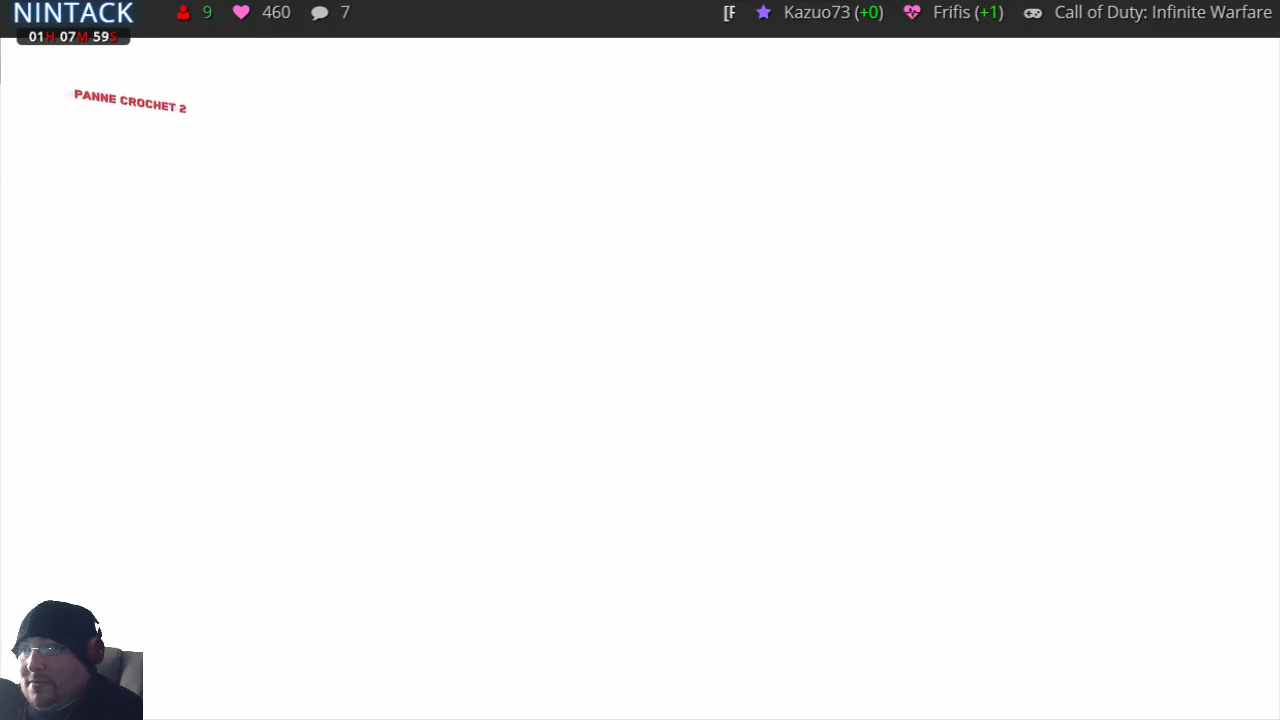 NINTACK 9 460 7 [F Kazuo73 (+0) Frifis (+1) Call of Duty: Infinite Warfare
01H 07M 59S
PANNE CROCHET 2